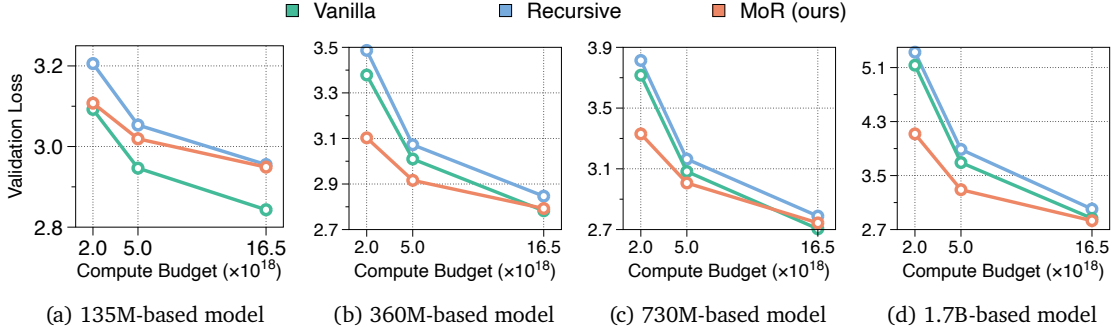 Vanilla Recursive MoR (ours)
Validation Loss
3.2
3.0
2.8
2.0 5.0 16.5
Compute Budget (×10¹⁸)
(a) 135M-based model
3.5
3.1
2.9
2.7
2.0 5.0 16.5
Compute Budget (×10¹⁸)
(b) 360M-based model
3.9
3.5
3.1
2.7
2.0 5.0 16.5
Compute Budget (×10¹⁸)
(c) 730M-based model
5.1
4.3
3.5
2.7
2.0 5.0 16.5
Compute Budget (×10¹⁸)
(d) 1.7B-based model